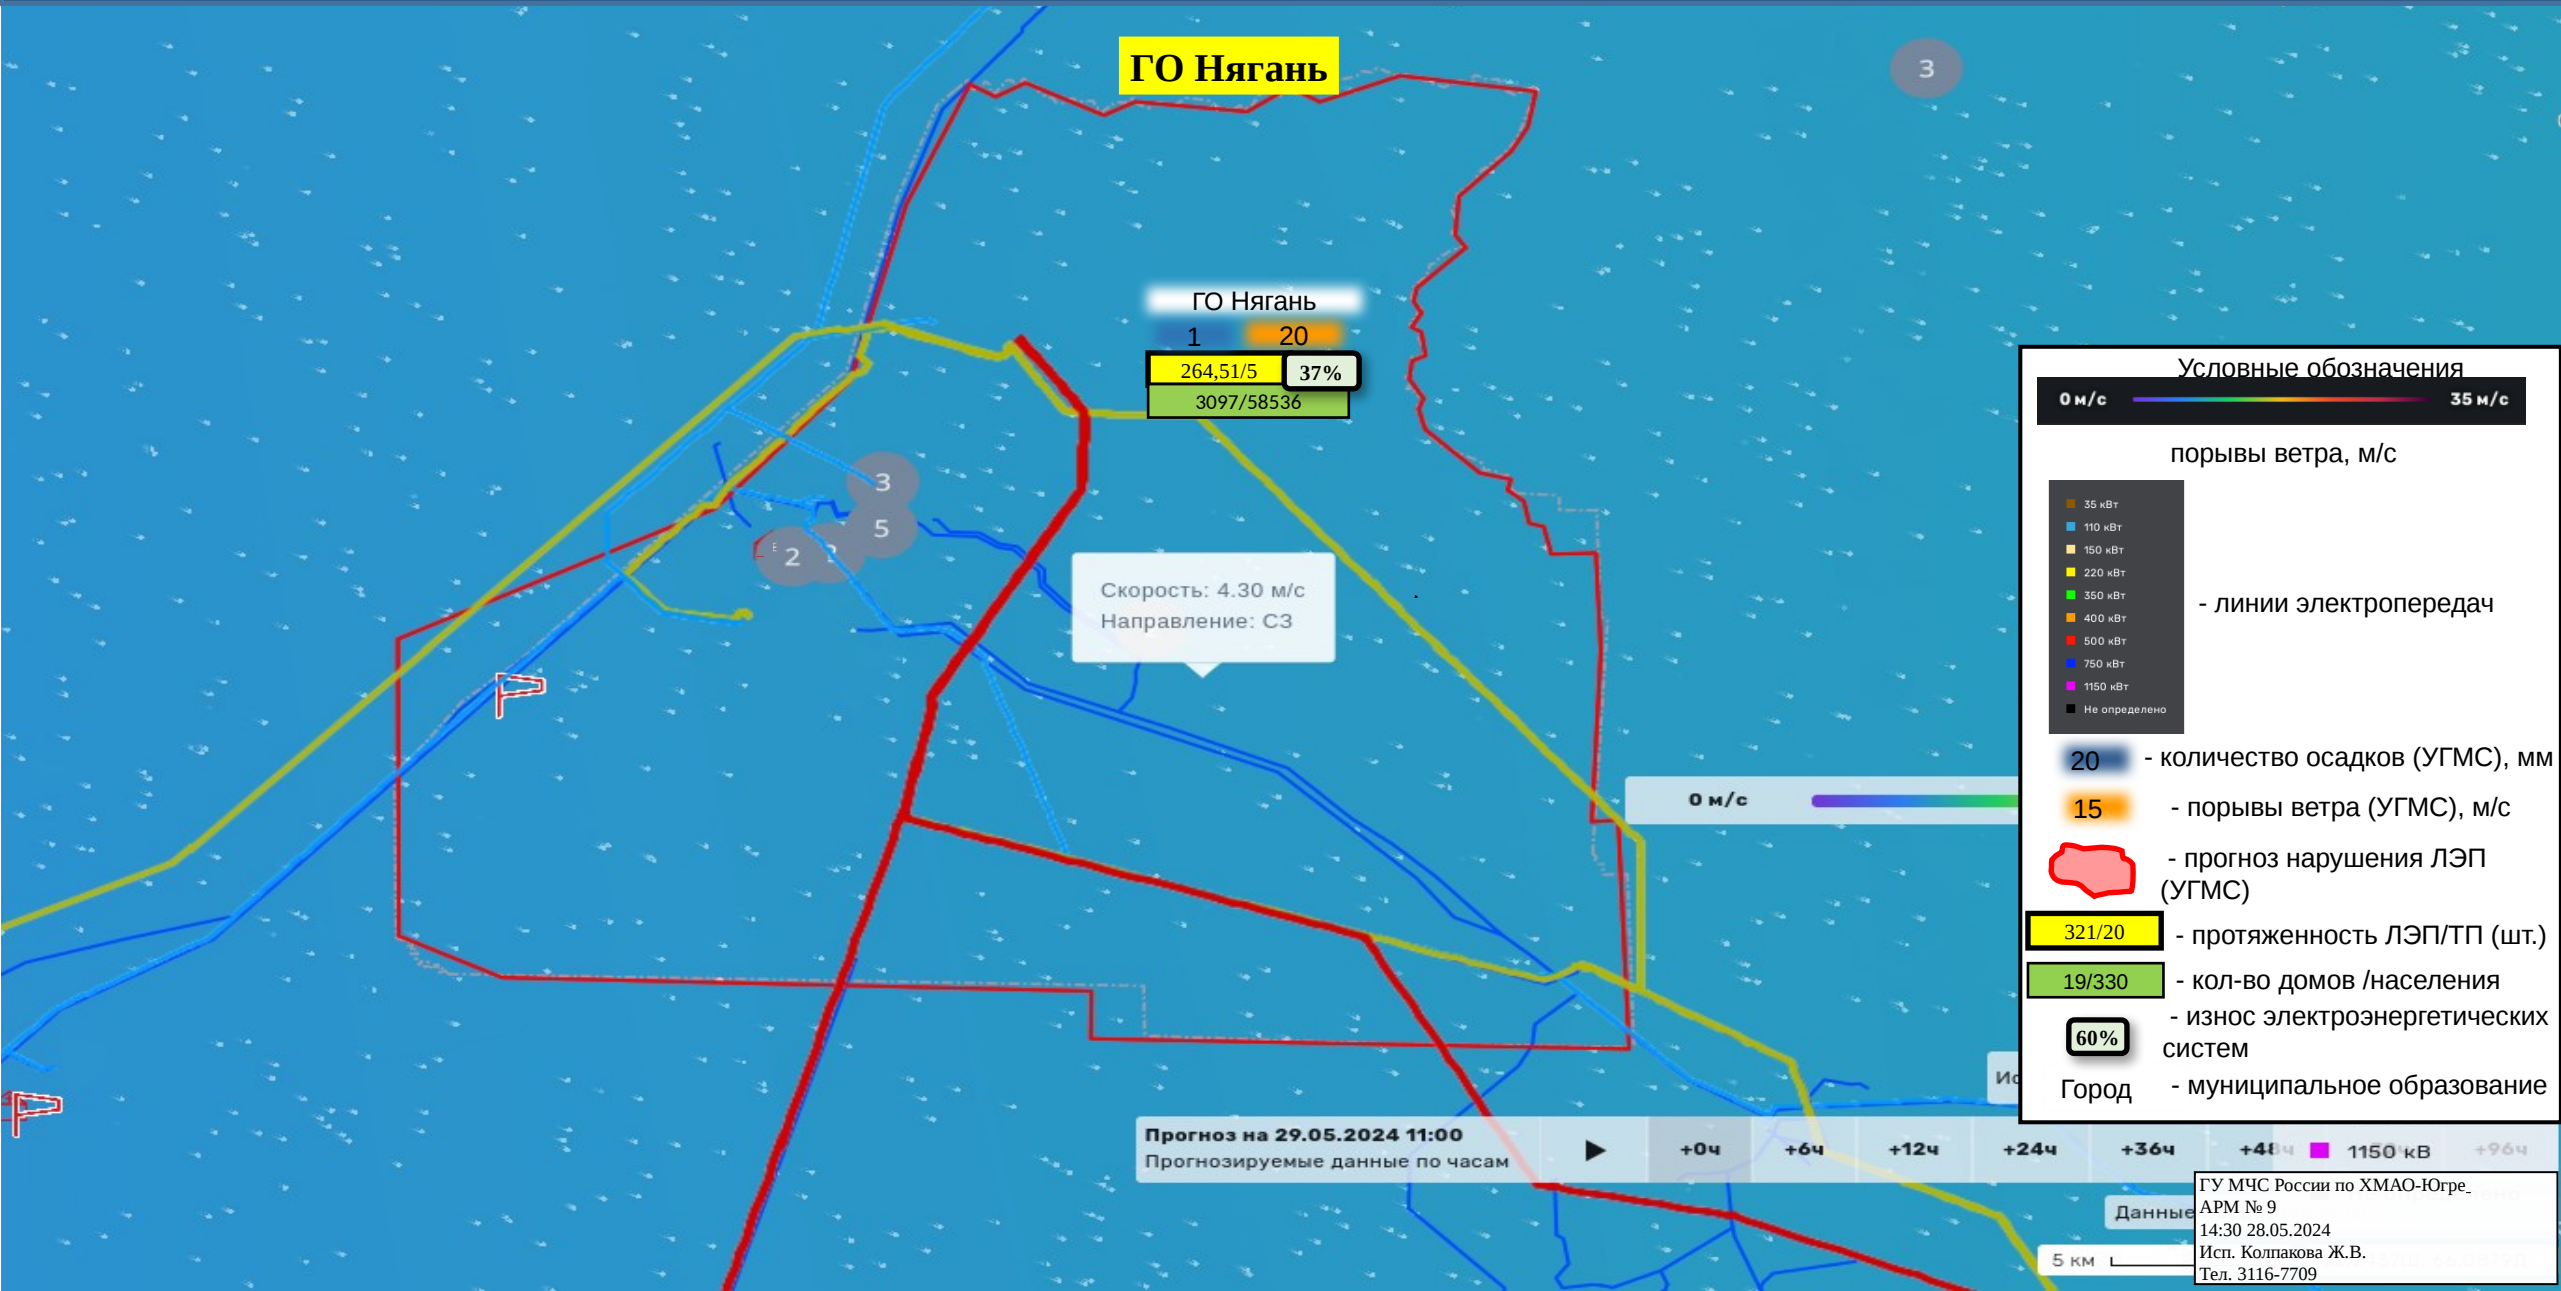 ГО Нягань
3
ГО Нягань
1 20
264,51/5 37%
3097/58536
3
5
2
Скорость: 4.30 м/с
Направление: СЗ
0 м/с
Условные обозначения
0 м/с 35 м/с
порывы ветра, м/с
35 кВт
110 кВт
150 кВт
220 кВт
350 кВт
400 кВт
500 кВт
750 кВт
1150 кВт
Не определено
- линии электропередач
20 - количество осадков (УГМС), мм
15 - порывы ветра (УГМС), м/с
- прогноз нарушения ЛЭП
(УГМС)
321/20 - протяженность ЛЭП/ТП (шт.)
19/330 - кол-во домов /населения
60% - износ электроэнергетических
систем
Город - муниципальное образование
Прогноз на 29.05.2024 11:00
Прогнозируемые данные по часам
+0ч +6ч +12ч +24ч +36ч +48ч 1150 кВ +96ч
Данные
5 км
ГУ МЧС России по ХМАО-Югре
АРМ № 9
14:30 28.05.2024
Исп. Колпакова Ж.В.
Тел. 3116-7709